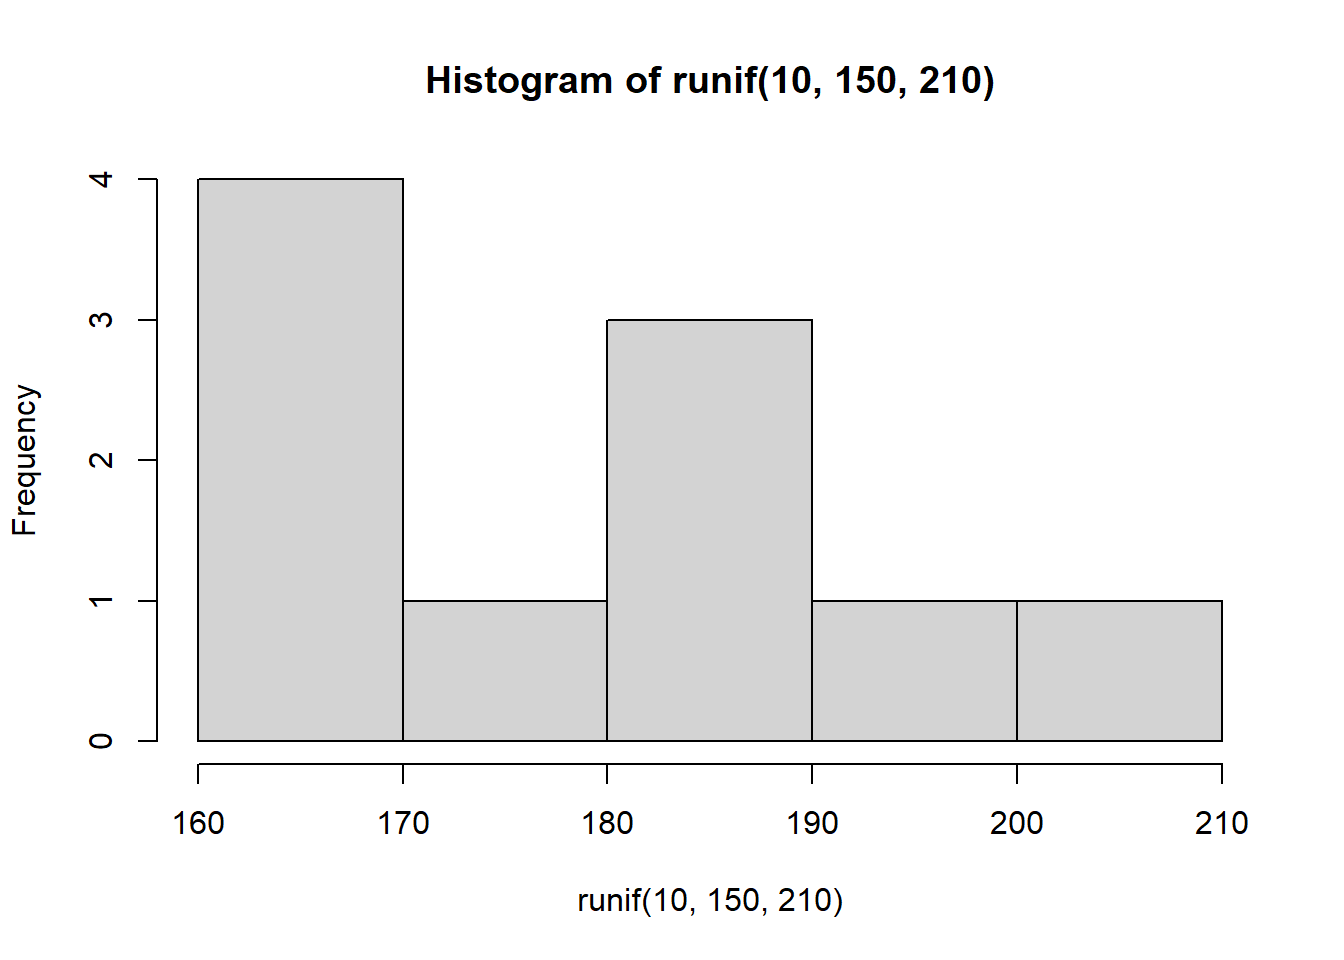 Histogram of runif(10, 150, 210)
Frequency
4
3
2
1
0
160 170 180 190 200 210
runif(10, 150, 210)